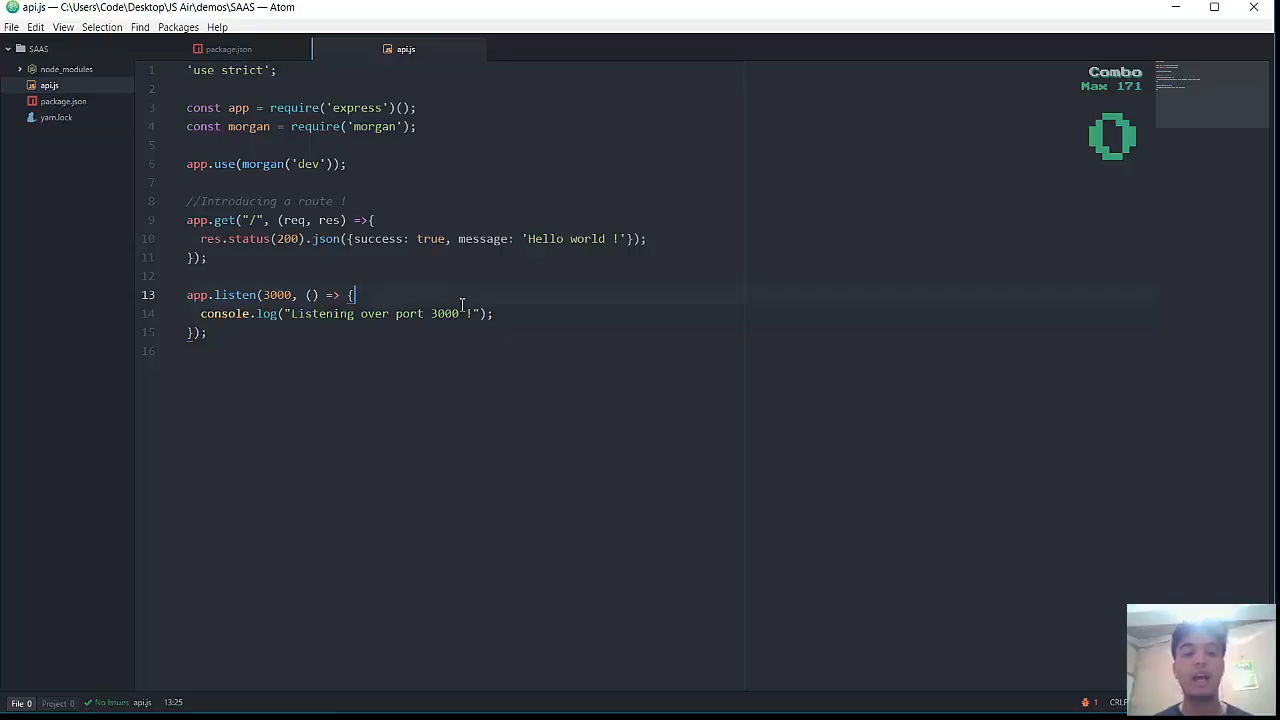 api.js — C:\Users\Code\Desktop\JS Air\demos\SAAS — Atom
File Edit View Selection Find Packages Help
SAAS
node_modules
api.js
package.json
yarn.lock
package.json
api.js
1 'use strict';
2
3 const app = require('express')();
4 const morgan = require('morgan');
5
6 app.use(morgan('dev'));
7
8 //Introducing a route !
9 app.get("/", (req, res) =>{
10 res.status(200).json({success: true, message: 'Hello world !'});
11 });
12
13 app.listen(3000, () => {
14 console.log("Listening over port 3000 !");
15 });
16
Combo
Max 171
0
File 0 Project 0 No Issues api.js 13:25
1 CRLF